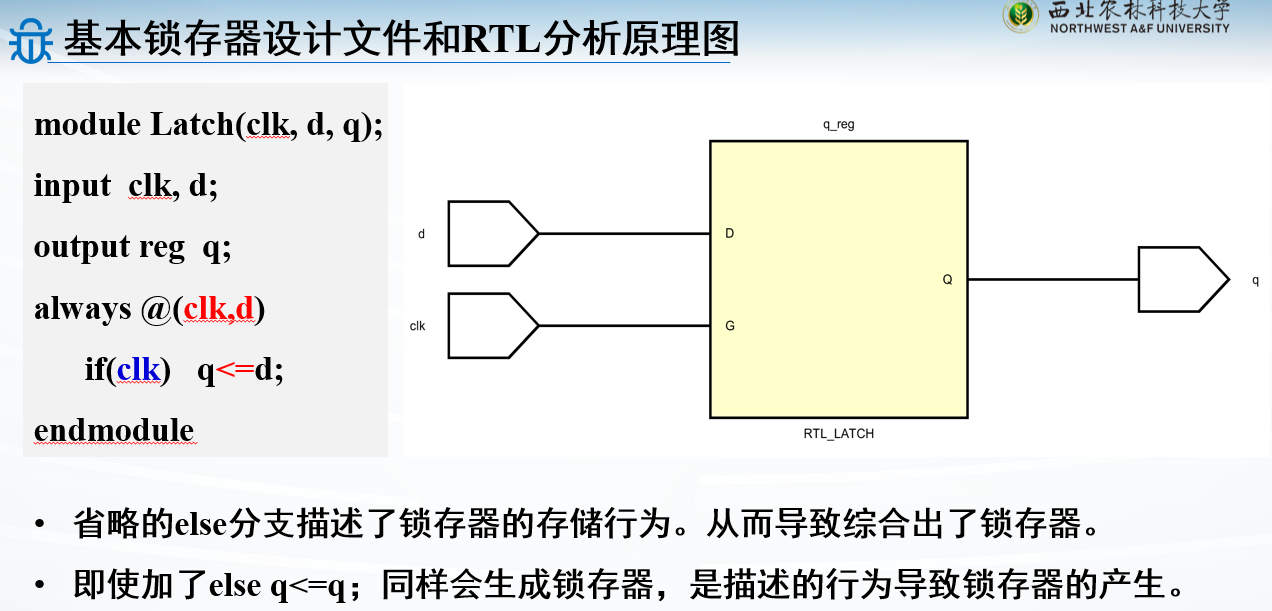 基本锁存器设计文件和RTL分析原理图
西北农林科技大学
NORTHWEST A&F UNIVERSITY
module Latch(clk, d, q);
input clk, d;
output reg q;
always @(clk,d)
if(clk) q<=d;
endmodule
q_reg
d
D
Q
q
clk
G
RTL_LATCH
• 省略的else分支描述了锁存器的存储行为。从而导致综合出了锁存器。
• 即使加了else q<=q；同样会生成锁存器，是描述的行为导致锁存器的产生。